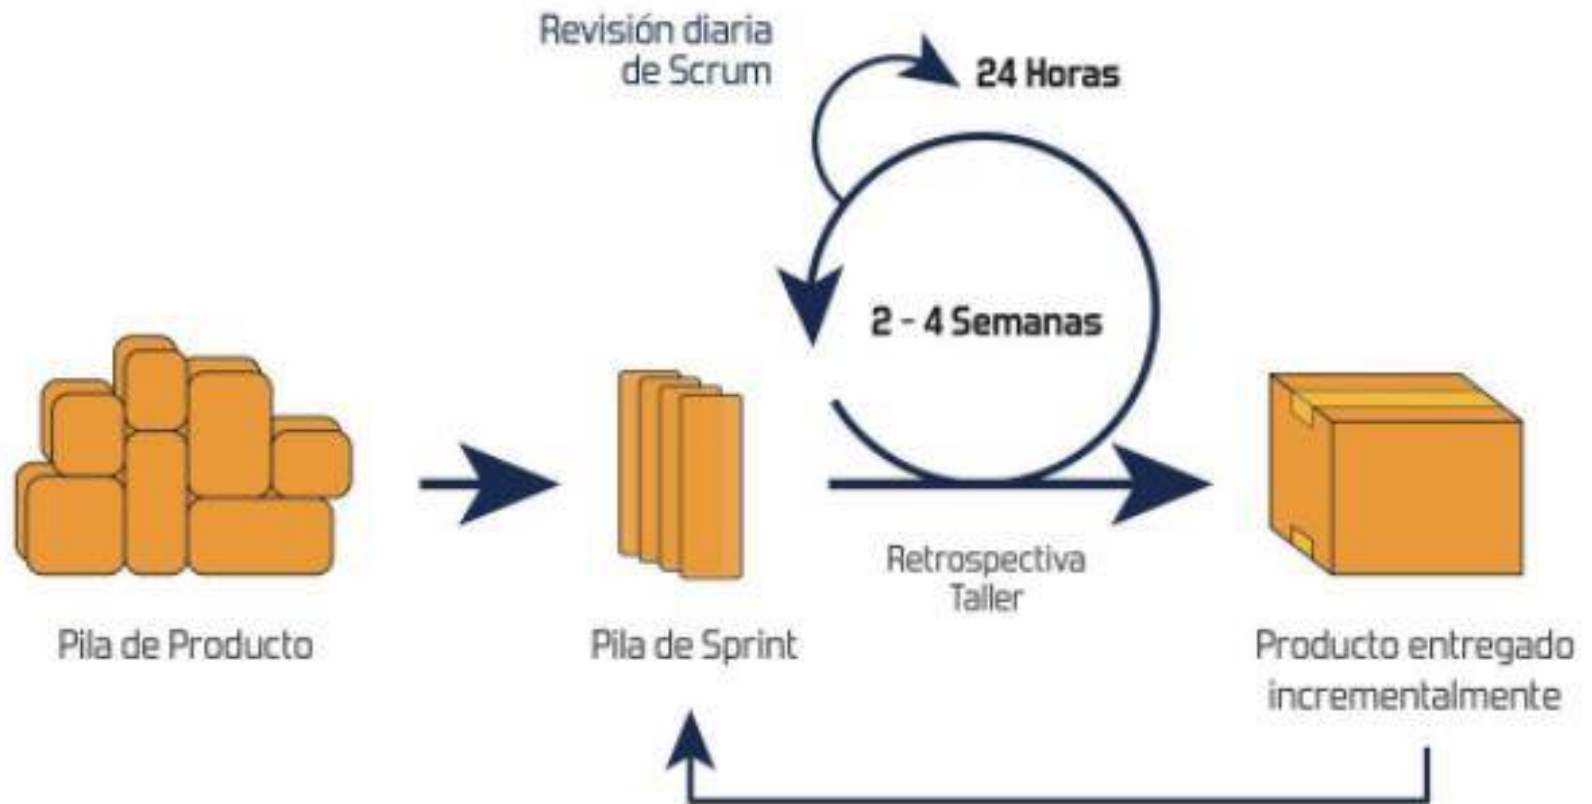 Revisión diaria
de Scrum
24 Horas
2 - 4 Semanas
Retrospectiva
Taller
Pila de Producto
Pila de Sprint
Producto entregado
incrementalmente